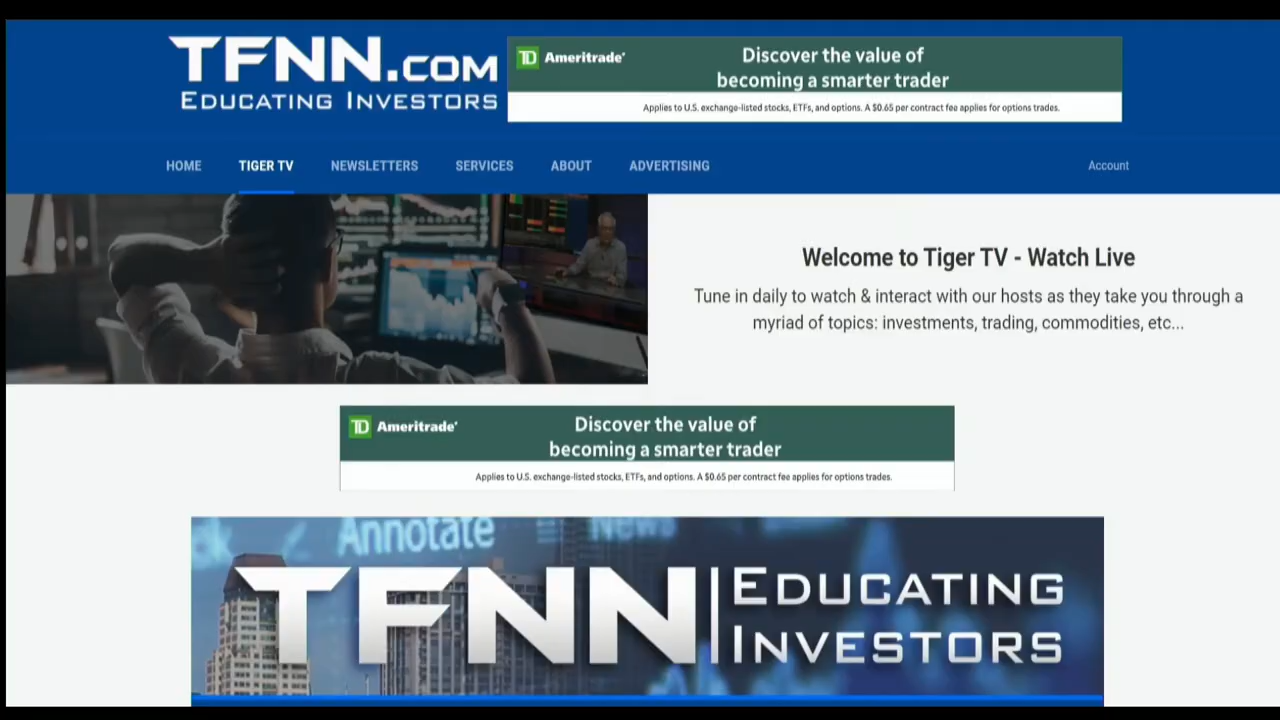 TFNN.COM
EDUCATING INVESTORS
TD Ameritrade
Discover the value of
becoming a smarter trader
Applies to U.S. exchange-listed stocks, ETFs, and options. A $0.65 per contract fee applies for options trades.
HOME TIGER TV NEWSLETTERS SERVICES ABOUT ADVERTISING Account
Welcome to Tiger TV - Watch Live
Tune in daily to watch & interact with our hosts as they take you through a
myriad of topics: investments, trading, commodities, etc...
TD Ameritrade
Discover the value of
becoming a smarter trader
Applies to U.S. exchange-listed stocks, ETFs, and options. A $0.65 per contract fee applies for options trades.
Annotate News
TFNN
EDUCATING
INVESTORS